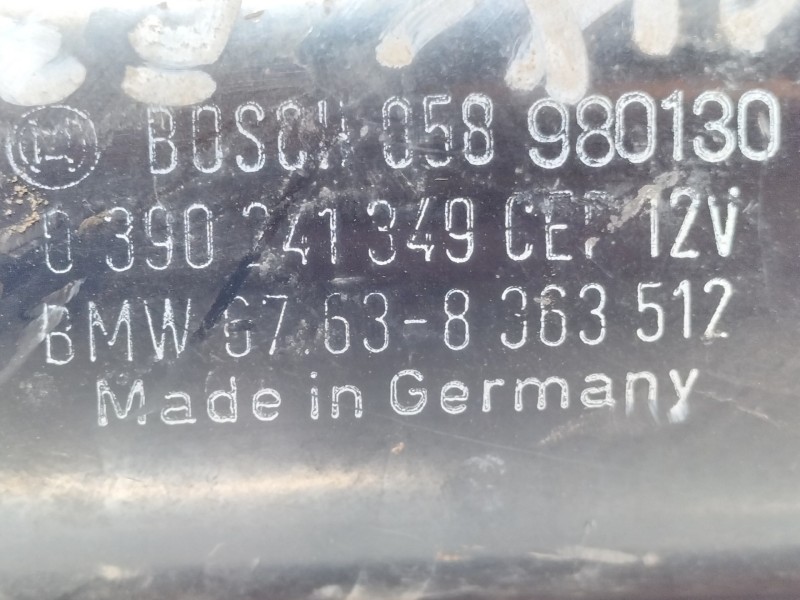 BOSCH 058 980130
0 390 241 349 CEP 12V
BMW 67.63-8 363 512
Made in Germany